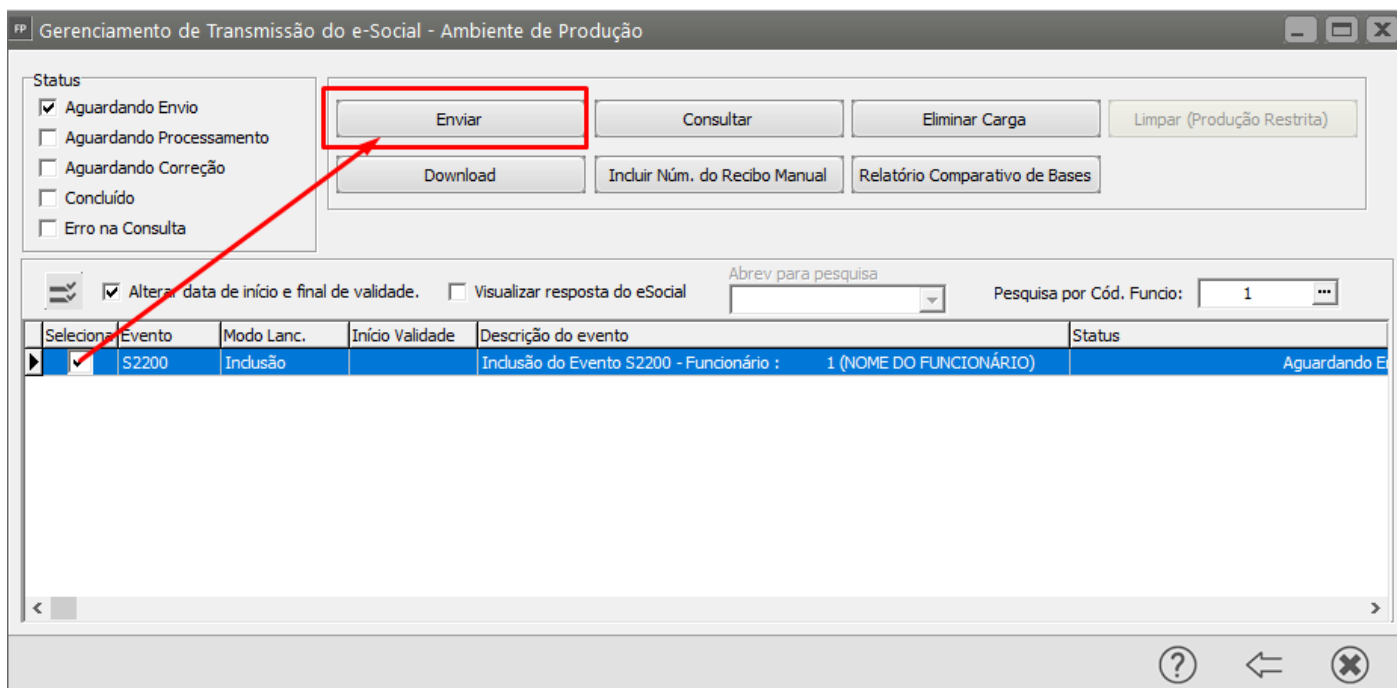 FP Gerenciamento de Transmissão do e-Social - Ambiente de Produção
Status
Aguardando Envio
Aguardando Processamento
Aguardando Correção
Concluído
Erro na Consulta
Enviar Consultar Eliminar Carga Limpar (Produção Restrita)
Download Incluir Núm. do Recibo Manual Relatório Comparativo de Bases
Alterar data de início e final de validade. Visualizar resposta do eSocial Abrev para pesquisa Pesquisa por Cód. Funcio: 1 ...
Seleciona Evento Modo Lanc. Início Validade Descrição do evento Status
S2200 Inclusão Inclusão do Evento S2200 - Funcionário : 1 (NOME DO FUNCIONÁRIO) Aguardando